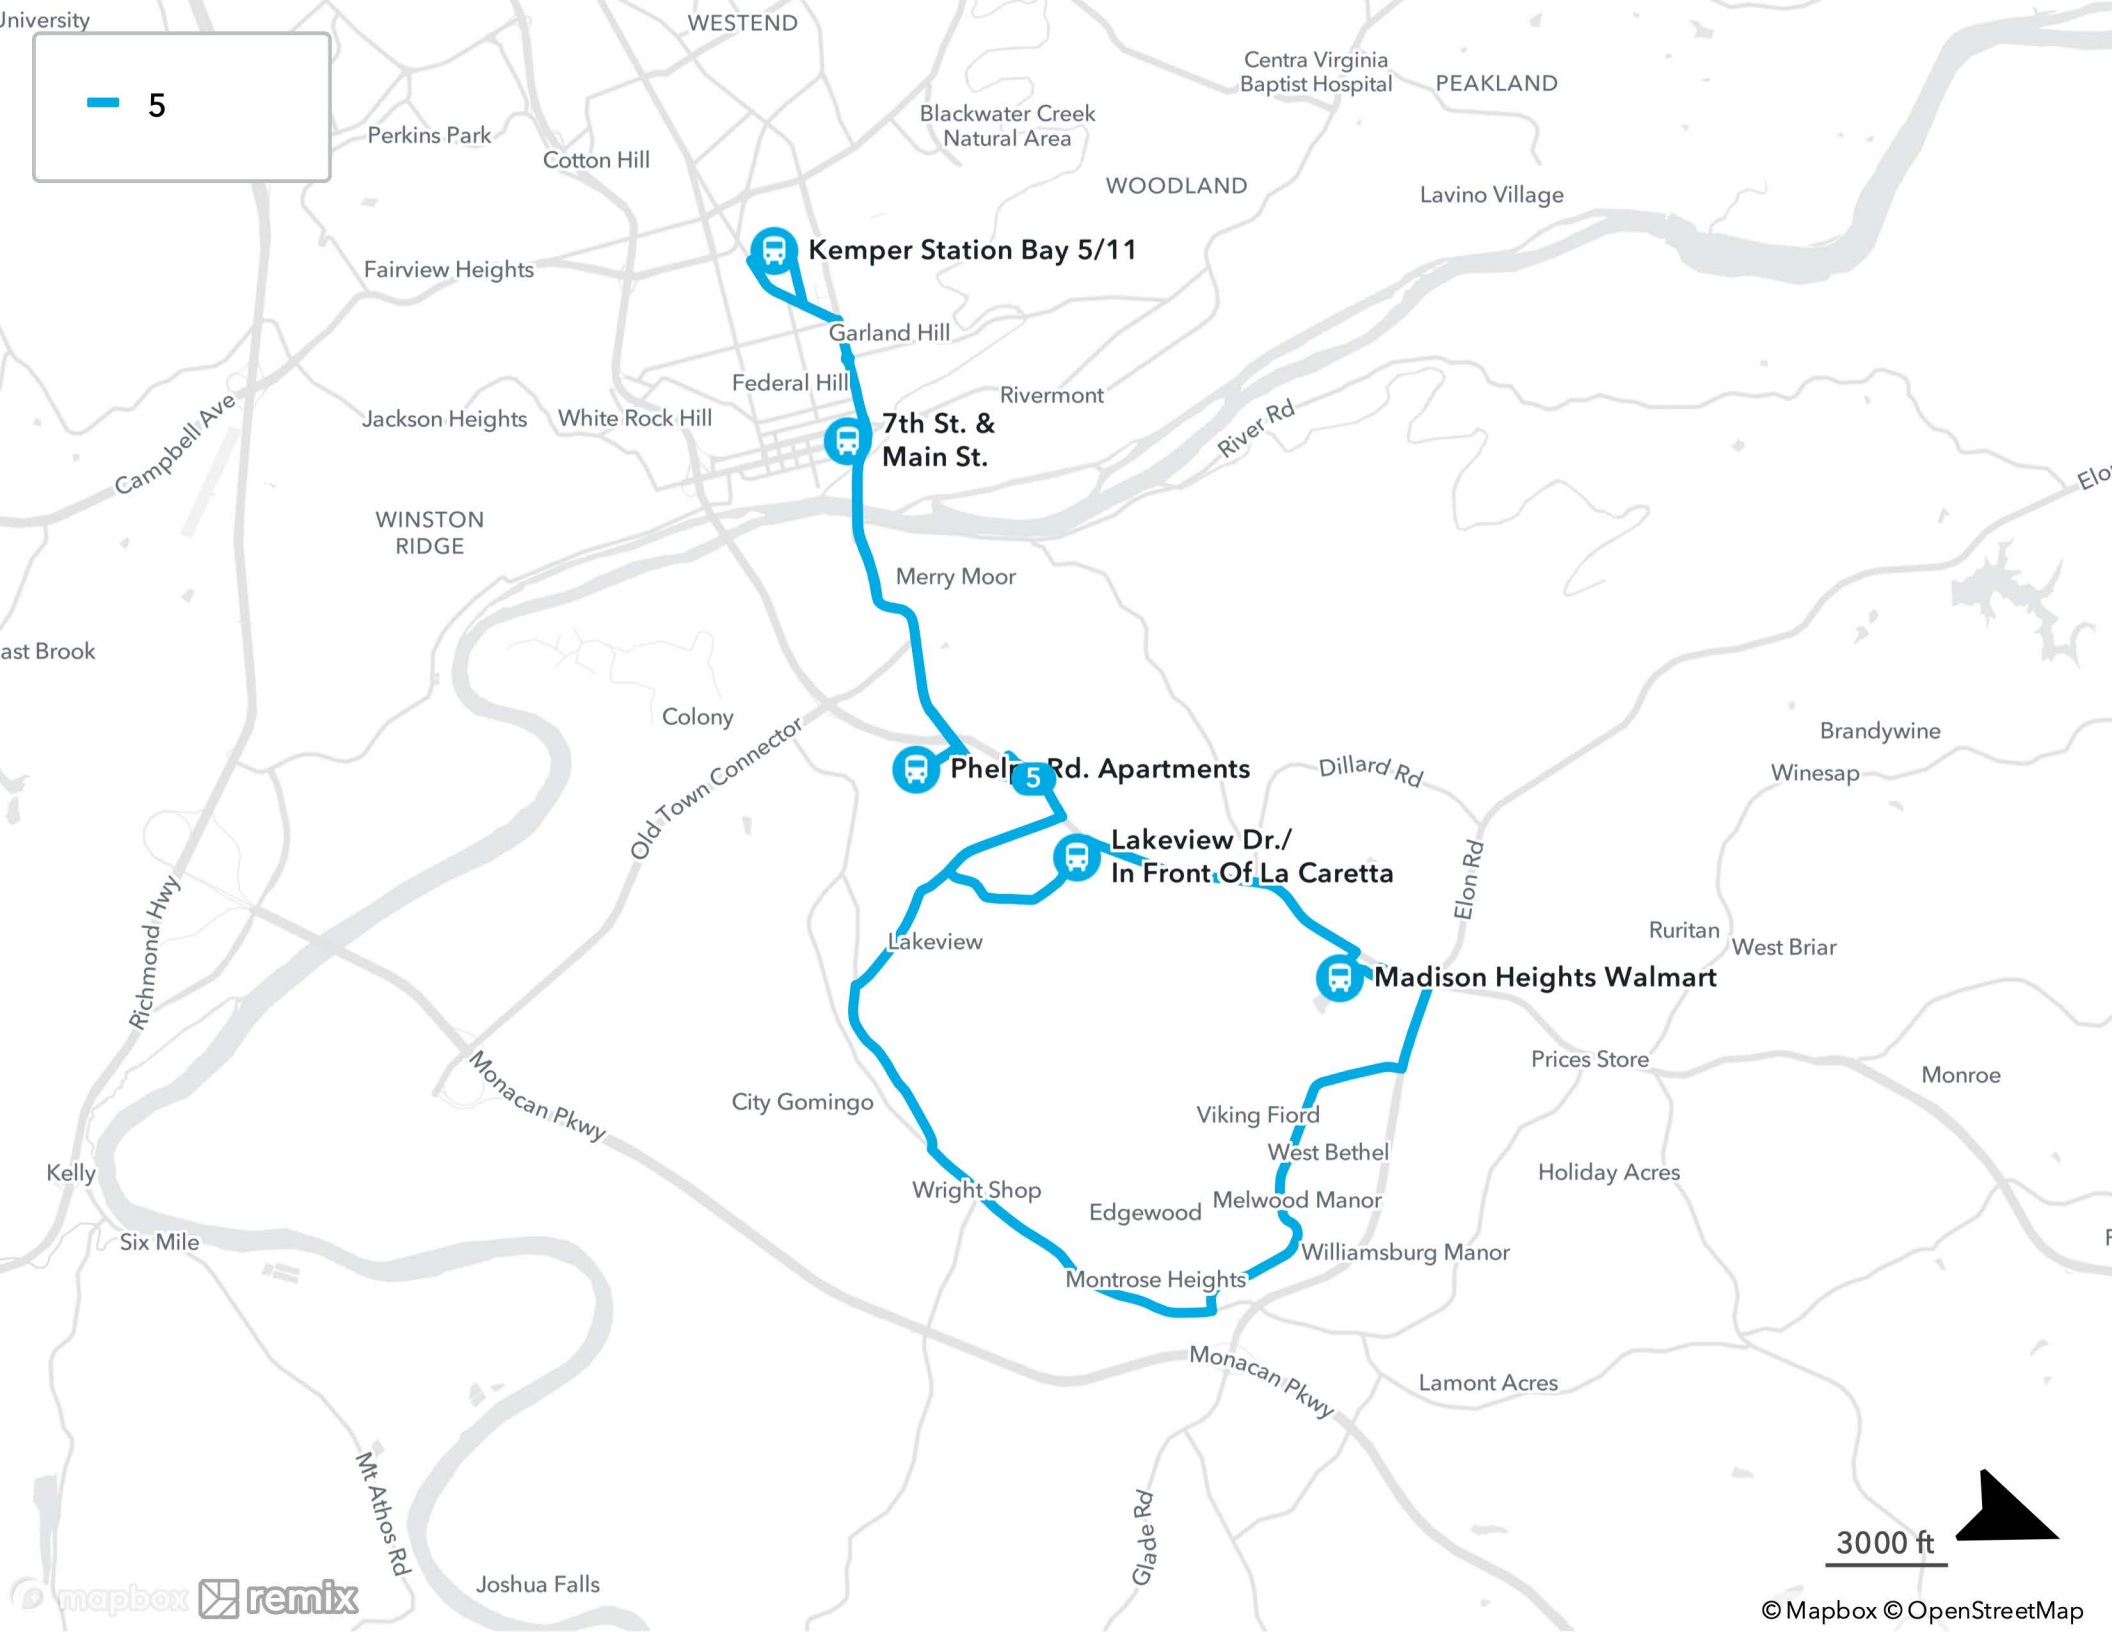 University
WESTEND
5
Centra Virginia
Baptist Hospital
PEAKLAND
Blackwater Creek
Natural Area
Perkins Park
Cotton Hill
WOODLAND
Lavino Village
Kemper Station Bay 5/11
Fairview Heights
Garland Hill
Federal Hill
Rivermont
Jackson Heights
White Rock Hill
7th St. &
Main St.
River Rd
Campbell Ave
WINSTON
RIDGE
Merry Moor
Colony
Brandywine
Phelps Rd. Apartments
5
Dillard Rd
Winesap
Old Town Connector
Lakeview Dr./
In Front Of La Caretta
Elon Rd
Richmond Hwy
Lakeview
Ruritan
West Briar
Madison Heights Walmart
Prices Store
Monroe
Monacan Pkwy
City Gomingo
Viking Fiord
West Bethel
Kelly
Holiday Acres
Wright Shop
Edgewood
Melwood Manor
Six Mile
Williamsburg Manor
Montrose Heights
Monacan Pkwy
Lamont Acres
Mt Athos Rd
Glade Rd
3000 ft
Joshua Falls
mapbox
remix
© Mapbox © OpenStreetMap